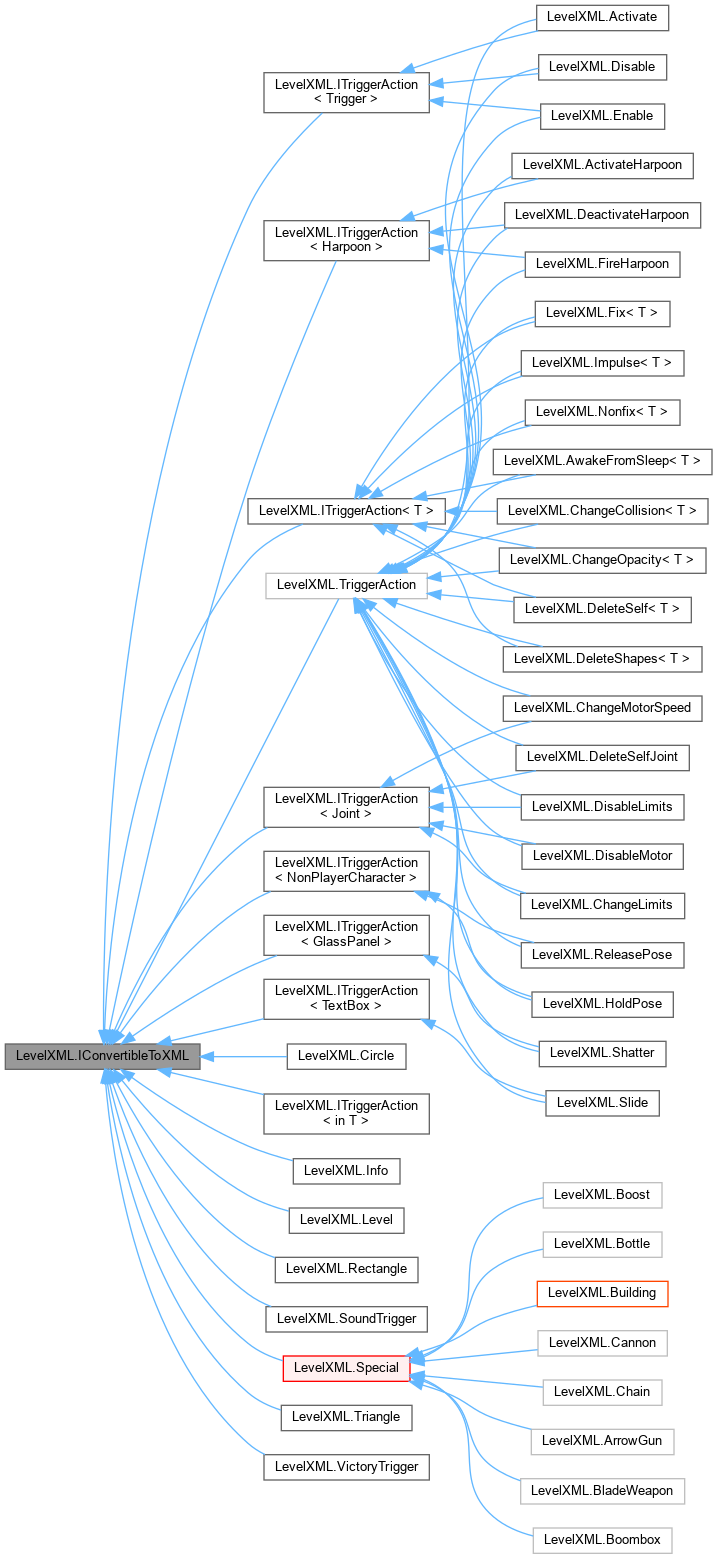 LevelXML.Activate
LevelXML.ITriggerAction
< Trigger >
LevelXML.Disable
LevelXML.Enable
LevelXML.ActivateHarpoon
LevelXML.ITriggerAction
< Harpoon >
LevelXML.DeactivateHarpoon
LevelXML.FireHarpoon
LevelXML.Fix< T >
LevelXML.Impulse< T >
LevelXML.Nonfix< T >
LevelXML.AwakeFromSleep< T >
LevelXML.ITriggerAction< T >
LevelXML.ChangeCollision< T >
LevelXML.ChangeOpacity< T >
LevelXML.TriggerAction
LevelXML.DeleteSelf< T >
LevelXML.DeleteShapes< T >
LevelXML.ChangeMotorSpeed
LevelXML.DeleteSelfJoint
LevelXML.ITriggerAction
< Joint >
LevelXML.DisableLimits
LevelXML.DisableMotor
LevelXML.ITriggerAction
< NonPlayerCharacter >
LevelXML.ChangeLimits
LevelXML.ITriggerAction
< GlassPanel >
LevelXML.ReleasePose
LevelXML.ITriggerAction
< TextBox >
LevelXML.HoldPose
LevelXML.IConvertibleToXML
LevelXML.Circle
LevelXML.Shatter
LevelXML.ITriggerAction
< in T >
LevelXML.Slide
LevelXML.Info
LevelXML.Boost
LevelXML.Level
LevelXML.Bottle
LevelXML.Rectangle
LevelXML.Building
LevelXML.SoundTrigger
LevelXML.Cannon
LevelXML.Special
LevelXML.Chain
LevelXML.Triangle
LevelXML.ArrowGun
LevelXML.VictoryTrigger
LevelXML.BladeWeapon
LevelXML.Boombox